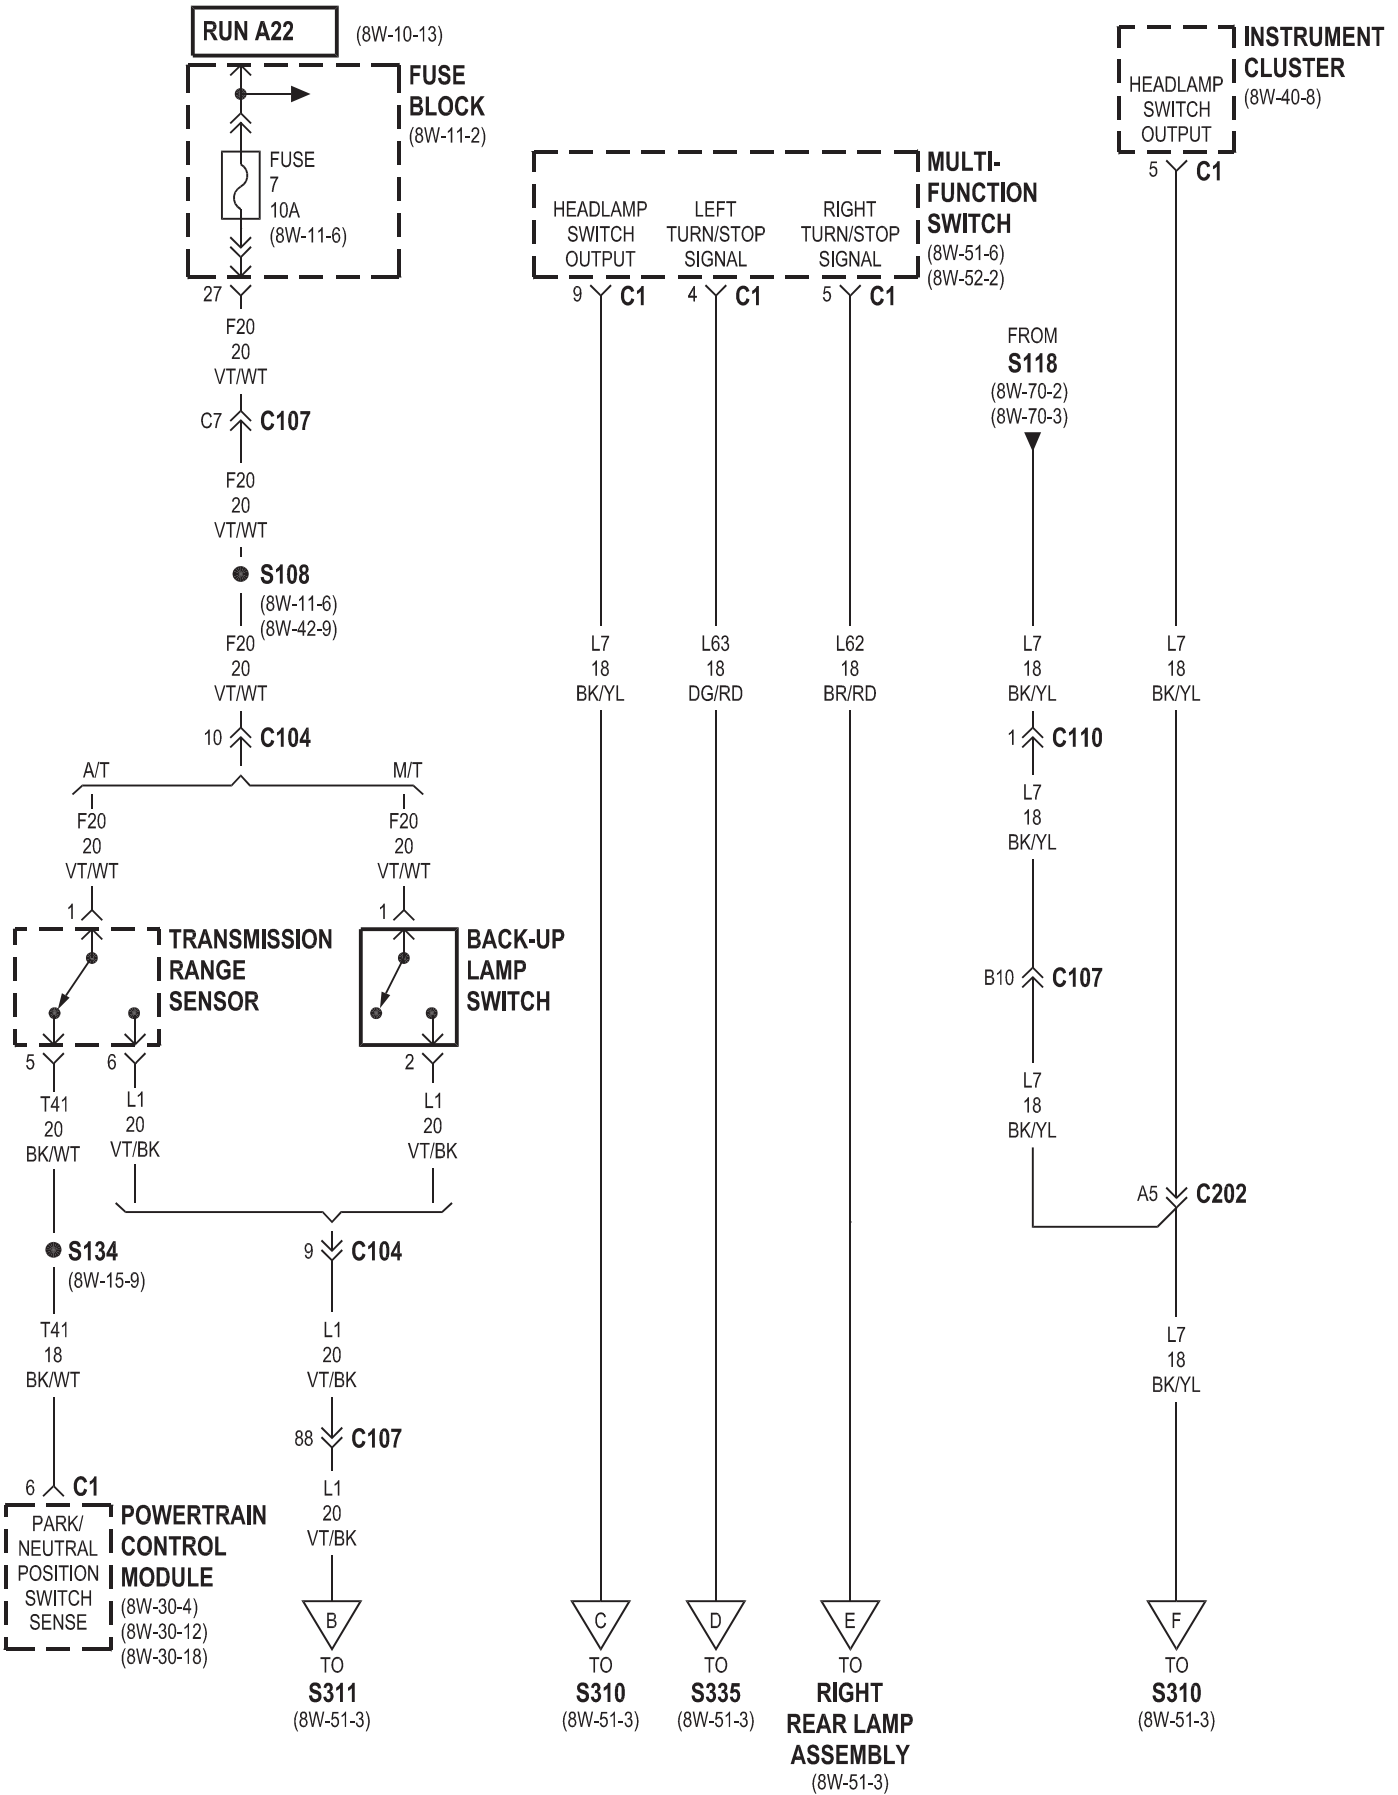 RUN A22
(8W-10-13)
FUSE
BLOCK
(8W-11-2)
FUSE
7
10A
(8W-11-6)
27
F20
20
VT/WT
C7
C107
F20
20
VT/WT
S108
(8W-11-6)
(8W-42-9)
F20
20
VT/WT
10
C104
A/T
M/T
F20
20
VT/WT
F20
20
VT/WT
1
1
TRANSMISSION
RANGE
SENSOR
BACK-UP
LAMP
SWITCH
5
6
2
T41
20
BK/WT
L1
20
VT/BK
L1
20
VT/BK
S134
(8W-15-9)
9
C104
T41
18
BK/WT
L1
20
VT/BK
88
C107
6
C1
L1
20
VT/BK
PARK/
NEUTRAL
POSITION
SWITCH
SENSE
POWERTRAIN
CONTROL
MODULE
(8W-30-4)
(8W-30-12)
(8W-30-18)
B
TO
S311
(8W-51-3)
HEADLAMP
SWITCH
OUTPUT
LEFT
TURN/STOP
SIGNAL
RIGHT
TURN/STOP
SIGNAL
MULTI-
FUNCTION
SWITCH
(8W-51-6)
(8W-52-2)
9
C1
4
C1
5
C1
L7
18
BK/YL
L63
18
DG/RD
L62
18
BR/RD
C
TO
S310
(8W-51-3)
D
TO
S335
(8W-51-3)
E
TO
RIGHT
REAR LAMP
ASSEMBLY
(8W-51-3)
FROM
S118
(8W-70-2)
(8W-70-3)
L7
18
BK/YL
1
C110
L7
18
BK/YL
B10
C107
L7
18
BK/YL
HEADLAMP
SWITCH
OUTPUT
INSTRUMENT
CLUSTER
(8W-40-8)
5
C1
L7
18
BK/YL
A5
C202
L7
18
BK/YL
F
TO
S310
(8W-51-3)